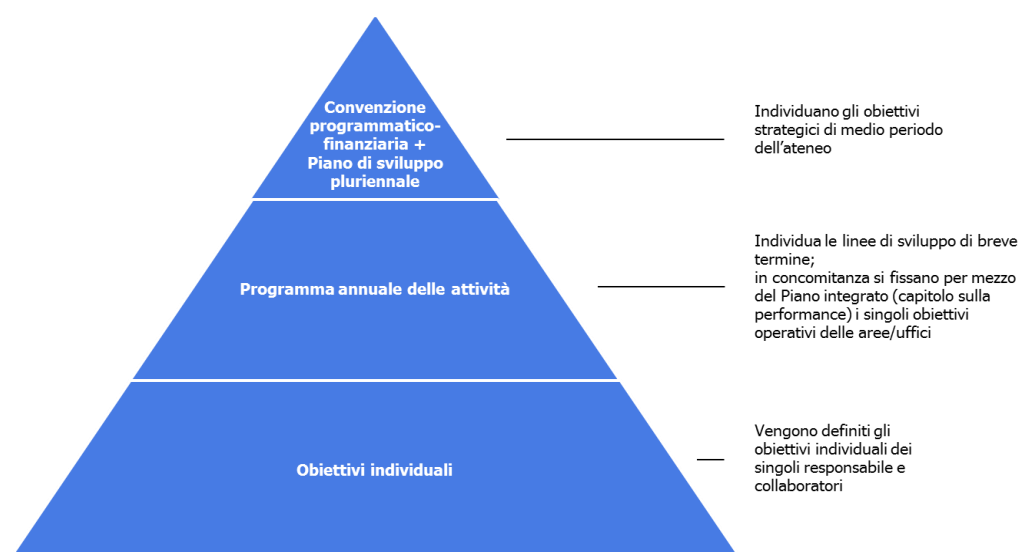 Convenzione
programmatico-
finanziaria +
Piano di sviluppo
pluriennale
Individuano gli obiettivi
strategici di medio periodo
dell'ateneo
Programma annuale delle attività
Individua le linee di sviluppo di breve
termine;
in concomitanza si fissano per mezzo
del Piano integrato (capitolo sulla
performance) i singoli obiettivi
operativi delle aree/uffici
Obiettivi individuali
Vengono definiti gli
obiettivi individuali dei
singoli responsabile e
collaboratori